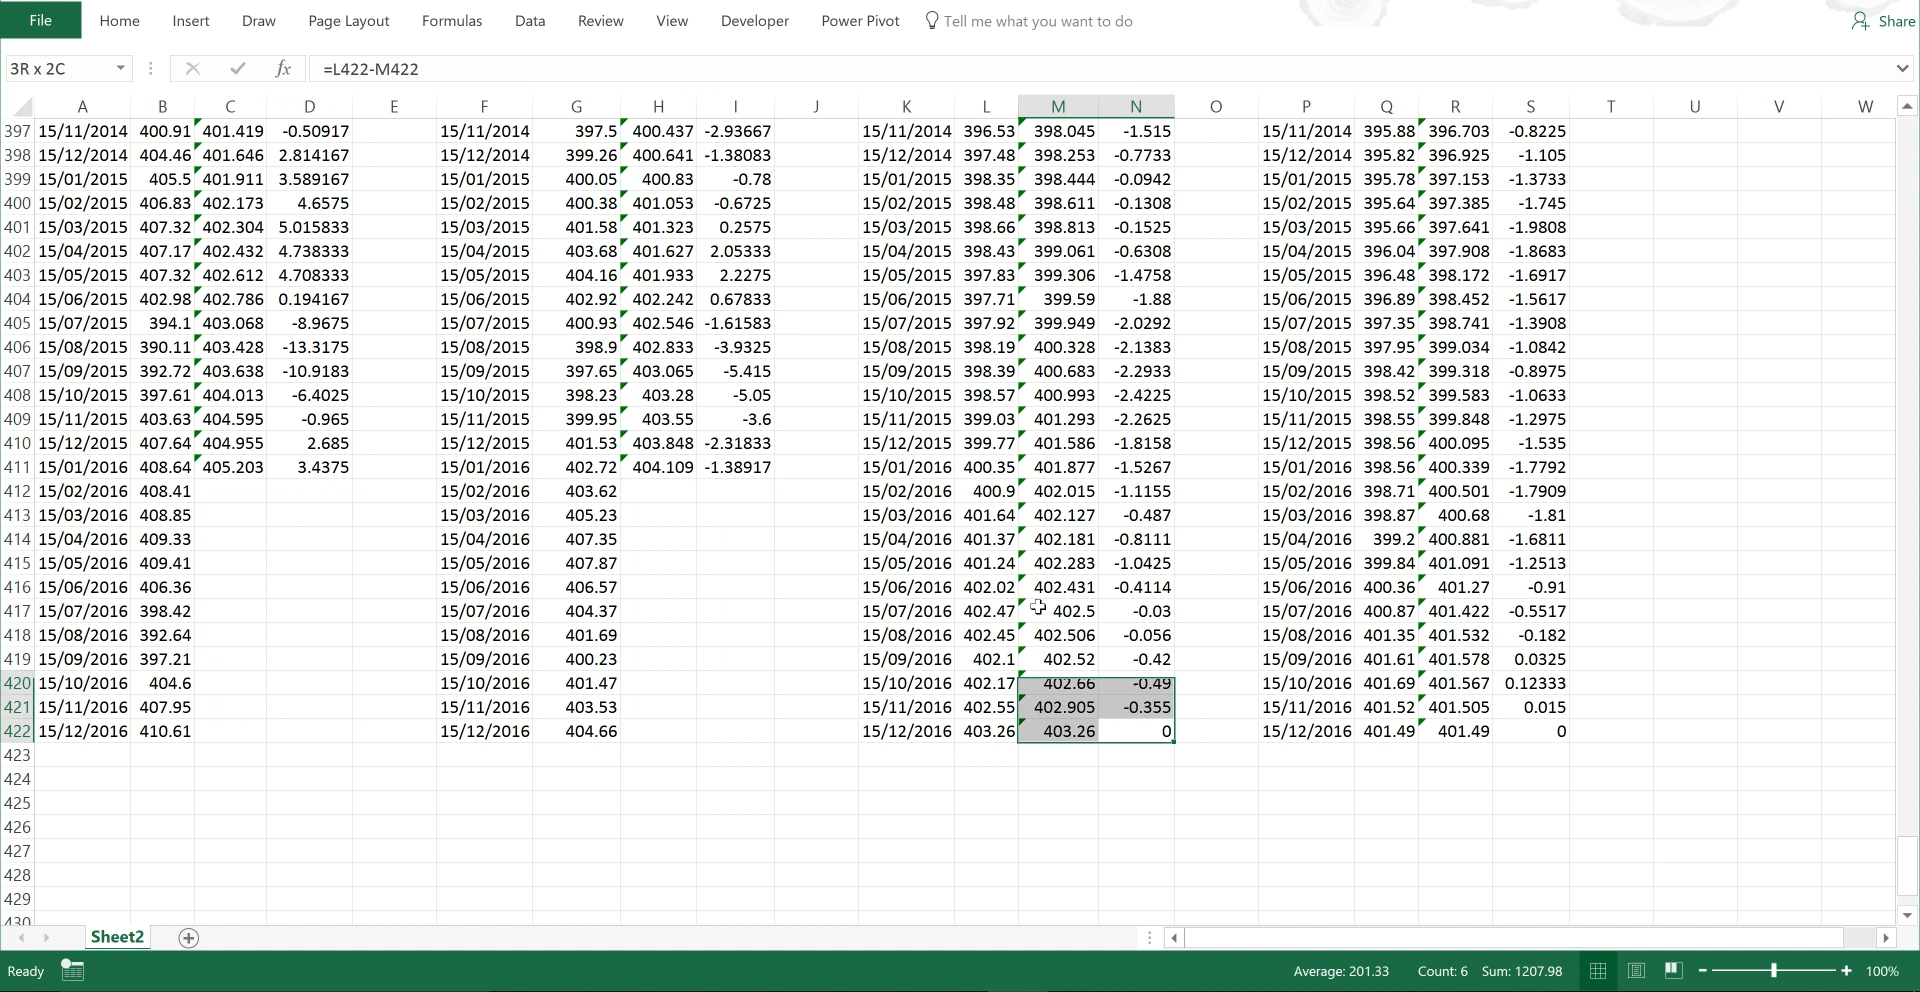 File Home Insert Draw Page Layout Formulas Data Review View Developer Power Pivot Tell me what you want to do Share
3R x 2C fx =L422-M422
A B C D E F G H I J K L M N O P Q R S T U V W
397 15/11/2014 400.91 401.419 -0.50917 15/11/2014 397.5 400.437 -2.93667 15/11/2014 396.53 398.045 -1.515 15/11/2014 395.88 396.703 -0.8225
398 15/12/2014 404.46 401.646 2.814167 15/12/2014 399.26 400.641 -1.38083 15/12/2014 397.48 398.253 -0.7733 15/12/2014 395.82 396.925 -1.105
399 15/01/2015 405.5 401.911 3.589167 15/01/2015 400.05 400.83 -0.78 15/01/2015 398.35 398.444 -0.0942 15/01/2015 395.78 397.153 -1.3733
400 15/02/2015 406.83 402.173 4.6575 15/02/2015 400.38 401.053 -0.6725 15/02/2015 398.48 398.611 -0.1308 15/02/2015 395.64 397.385 -1.745
401 15/03/2015 407.32 402.304 5.015833 15/03/2015 401.58 401.323 0.2575 15/03/2015 398.66 398.813 -0.1525 15/03/2015 395.66 397.641 -1.9808
402 15/04/2015 407.17 402.432 4.738333 15/04/2015 403.68 401.627 2.05333 15/04/2015 398.43 399.061 -0.6308 15/04/2015 396.04 397.908 -1.8683
403 15/05/2015 407.32 402.612 4.708333 15/05/2015 404.16 401.933 2.2275 15/05/2015 397.83 399.306 -1.4758 15/05/2015 396.48 398.172 -1.6917
404 15/06/2015 402.98 402.786 0.194167 15/06/2015 402.92 402.242 0.67833 15/06/2015 397.71 399.59 -1.88 15/06/2015 396.89 398.452 -1.5617
405 15/07/2015 394.1 403.068 -8.9675 15/07/2015 400.93 402.546 -1.61583 15/07/2015 397.92 399.949 -2.0292 15/07/2015 397.35 398.741 -1.3908
406 15/08/2015 390.11 403.428 -13.3175 15/08/2015 398.9 402.833 -3.9325 15/08/2015 398.19 400.328 -2.1383 15/08/2015 397.95 399.034 -1.0842
407 15/09/2015 392.72 403.638 -10.9183 15/09/2015 397.65 403.065 -5.415 15/09/2015 398.39 400.683 -2.2933 15/09/2015 398.42 399.318 -0.8975
408 15/10/2015 397.61 404.013 -6.4025 15/10/2015 398.23 403.28 -5.05 15/10/2015 398.57 400.993 -2.4225 15/10/2015 398.52 399.583 -1.0633
409 15/11/2015 403.63 404.595 -0.965 15/11/2015 399.95 403.55 -3.6 15/11/2015 399.03 401.293 -2.2625 15/11/2015 398.55 399.848 -1.2975
410 15/12/2015 407.64 404.955 2.685 15/12/2015 401.53 403.848 -2.31833 15/12/2015 399.77 401.586 -1.8158 15/12/2015 398.56 400.095 -1.535
411 15/01/2016 408.64 405.203 3.4375 15/01/2016 402.72 404.109 -1.38917 15/01/2016 400.35 401.877 -1.5267 15/01/2016 398.56 400.339 -1.7792
412 15/02/2016 408.41 15/02/2016 403.62 15/02/2016 400.9 402.015 -1.1155 15/02/2016 398.71 400.501 -1.7909
413 15/03/2016 408.85 15/03/2016 405.23 15/03/2016 401.64 402.127 -0.487 15/03/2016 398.87 400.68 -1.81
414 15/04/2016 409.33 15/04/2016 407.35 15/04/2016 401.37 402.181 -0.8111 15/04/2016 399.2 400.881 -1.6811
415 15/05/2016 409.41 15/05/2016 407.87 15/05/2016 401.24 402.283 -1.0425 15/05/2016 399.84 401.091 -1.2513
416 15/06/2016 406.36 15/06/2016 406.57 15/06/2016 402.02 402.431 -0.4114 15/06/2016 400.36 401.27 -0.91
417 15/07/2016 398.42 15/07/2016 404.37 15/07/2016 402.47 402.5 -0.03 15/07/2016 400.87 401.422 -0.5517
418 15/08/2016 392.64 15/08/2016 401.69 15/08/2016 402.45 402.506 -0.056 15/08/2016 401.35 401.532 -0.182
419 15/09/2016 397.21 15/09/2016 400.23 15/09/2016 402.1 402.52 -0.42 15/09/2016 401.61 401.578 0.0325
420 15/10/2016 404.6 15/10/2016 401.47 15/10/2016 402.17 402.66 -0.49 15/10/2016 401.69 401.567 0.12333
421 15/11/2016 407.95 15/11/2016 403.53 15/11/2016 402.55 402.905 -0.355 15/11/2016 401.52 401.505 0.015
422 15/12/2016 410.61 15/12/2016 404.66 15/12/2016 403.26 403.26 0 15/12/2016 401.49 401.49 0
423
424
425
426
427
428
429
430
Sheet2
Ready Average: 201.33 Count: 6 Sum: 1207.98 100%